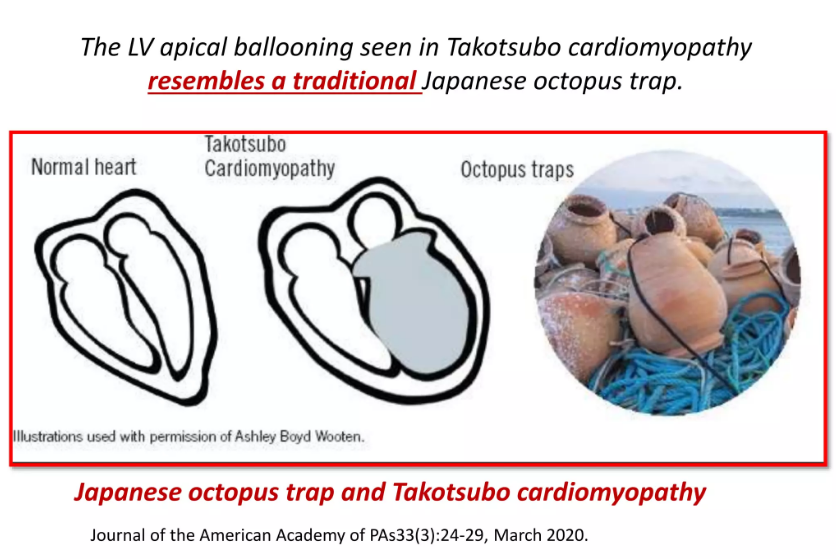 The LV apical ballooning seen in Takotsubo cardiomyopathy
resembles a traditional Japanese octopus trap.
Normal heart
Takotsubo
Cardiomyopathy
Octopus traps
Illustrations used with permission of Ashley Boyd Wooten.
Japanese octopus trap and Takotsubo cardiomyopathy
Journal of the American Academy of PAs33(3):24-29, March 2020.